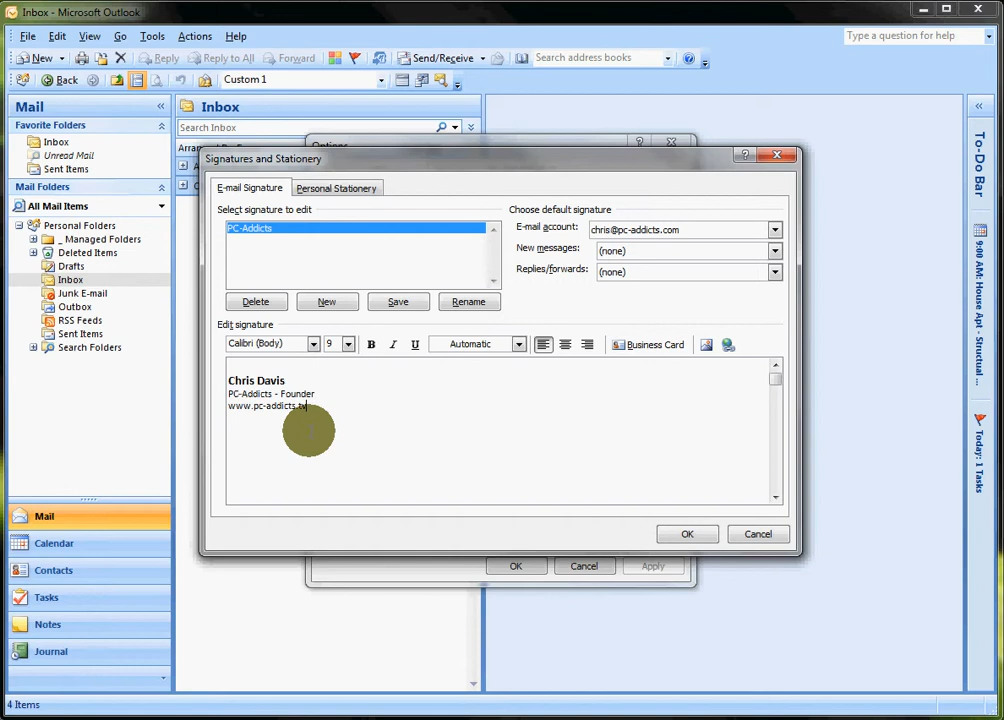 Inbox - Microsoft Outlook
File Edit View Go Tools Actions Help
Type a question for help
New Reply Reply to All Forward Send/Receive Search address books
Back Custom 1
Mail
Favorite Folders
Inbox
Unread Mail
Sent Items
Mail Folders
All Mail Items
Personal Folders
_ Managed Folders
Deleted Items
Drafts
Inbox
Junk E-mail
Outbox
RSS Feeds
Sent Items
Search Folders
Mail
Calendar
Contacts
Tasks
Notes
Journal
4 Items
Inbox
Search Inbox
Options
Signatures and Stationery
E-mail Signature Personal Stationery
Select signature to edit
PC-Addicts
Delete New Save Rename
Choose default signature
E-mail account: chris@pc-addicts.com
New messages: (none)
Replies/forwards: (none)
Edit signature
Calibri (Body) 9 B I U Automatic Business Card
Chris Davis
PC-Addicts - Founder
www.pc-addicts.tv
OK Cancel
OK Cancel Apply
To-Do Bar
9:00 AM: House Apt - Structual ...
Today: 1 Tasks